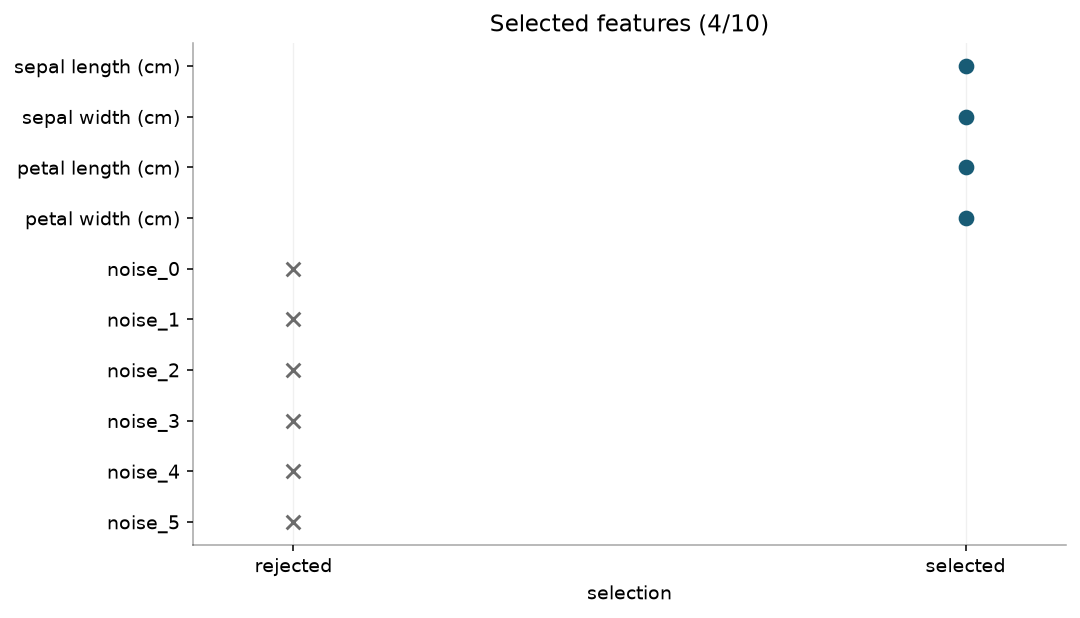 Selected features (4/10)
sepal length (cm)
sepal width (cm)
petal length (cm)
petal width (cm)
noise_0
noise_1
noise_2
noise_3
noise_4
noise_5
rejected
selected
selection